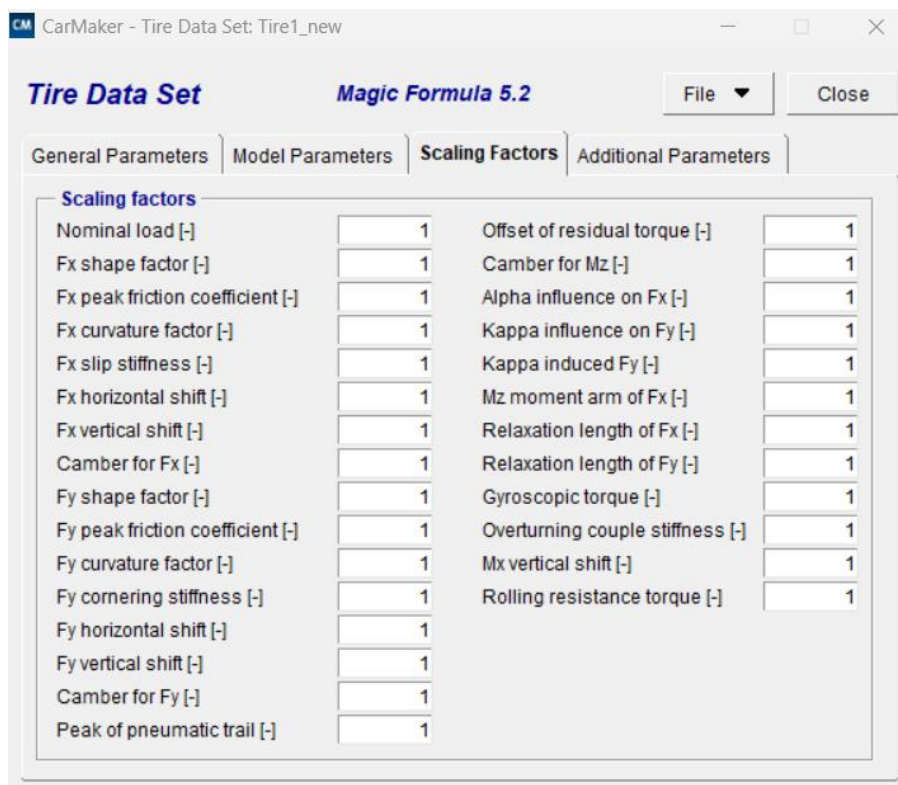 CM CarMaker - Tire Data Set: Tire1_new
Tire Data Set Magic Formula 5.2 File Close
General Parameters Model Parameters Scaling Factors Additional Parameters
Scaling factors
Nominal load [-] 1
Fx shape factor [-] 1
Fx peak friction coefficient [-] 1
Fx curvature factor [-] 1
Fx slip stiffness [-] 1
Fx horizontal shift [-] 1
Fx vertical shift [-] 1
Camber for Fx [-] 1
Fy shape factor [-] 1
Fy peak friction coefficient [-] 1
Fy curvature factor [-] 1
Fy cornering stiffness [-] 1
Fy horizontal shift [-] 1
Fy vertical shift [-] 1
Camber for Fy [-] 1
Peak of pneumatic trail [-] 1
Offset of residual torque [-] 1
Camber for Mz [-] 1
Alpha influence on Fx [-] 1
Kappa influence on Fy [-] 1
Kappa induced Fy [-] 1
Mz moment arm of Fx [-] 1
Relaxation length of Fx [-] 1
Relaxation length of Fy [-] 1
Gyroscopic torque [-] 1
Overturning couple stiffness [-] 1
Mx vertical shift [-] 1
Rolling resistance torque [-] 1